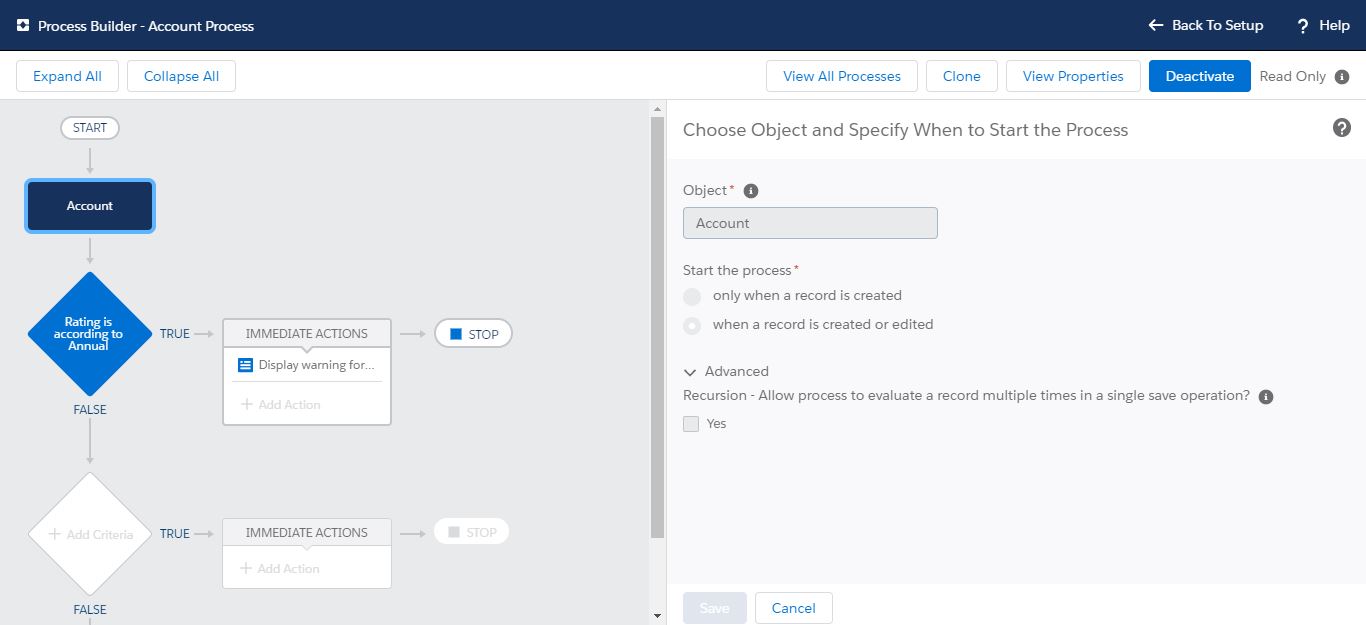 Process Builder - Account Process
Back To Setup
? Help
Expand All
Collapse All
View All Processes
Clone
View Properties
Deactivate
Read Only
START
Account
Rating is
according to
Annual
TRUE
IMMEDIATE ACTIONS
Display warning for...
+ Add Action
STOP
FALSE
+ Add Criteria
TRUE
IMMEDIATE ACTIONS
+ Add Action
STOP
FALSE
Choose Object and Specify When to Start the Process
?
Object*
Account
Start the process*
only when a record is created
when a record is created or edited
Advanced
Recursion - Allow process to evaluate a record multiple times in a single save operation?
Yes
Save
Cancel